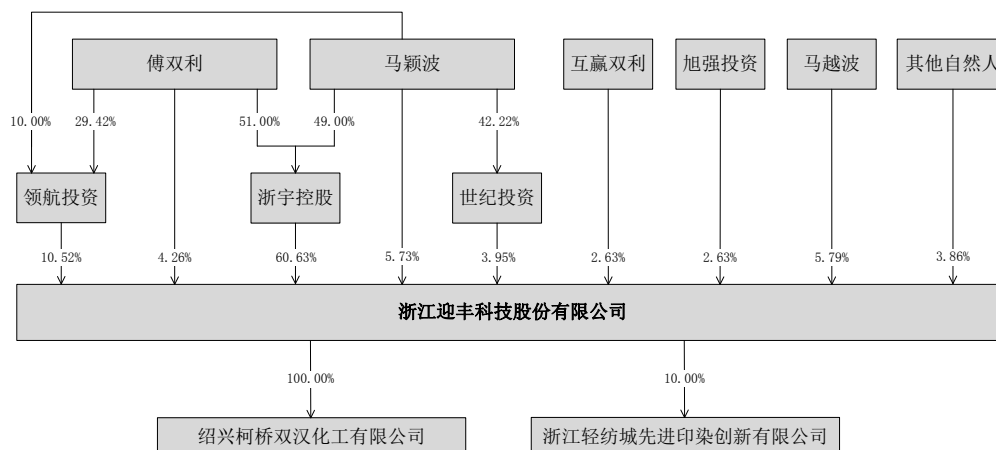 傅双利
马颖波
互赢双利
旭强投资
马越波
其他自然人
10.00%
29.42%
51.00%
49.00%
42.22%
领航投资
浙宇控股
世纪投资
10.52%
4.26%
60.63%
5.73%
3.95%
2.63%
2.63%
5.79%
3.86%
浙江迎丰科技股份有限公司
100.00%
10.00%
绍兴柯桥双汉化工有限公司
浙江轻纺城先进印染创新有限公司